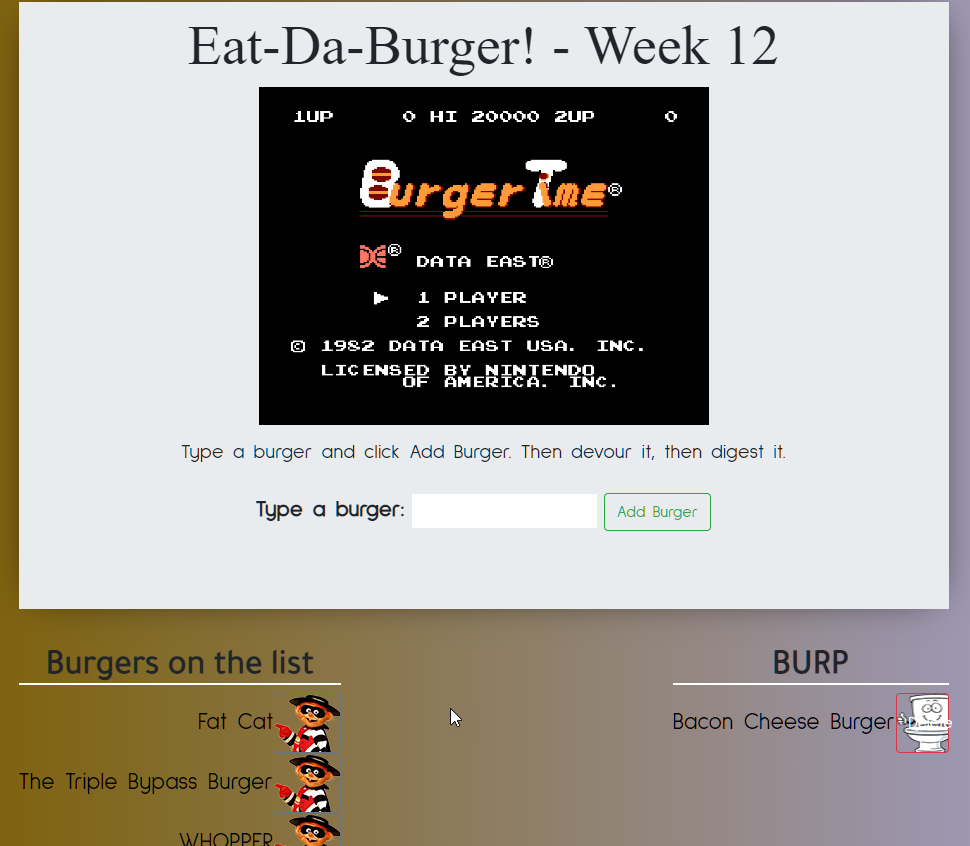 Eat-Da-Burger! - Week 12
1UP 0 HI 20000 2UP 0
BurgerTime®
® DATA EAST®
▶ 1 PLAYER
2 PLAYERS
© 1982 DATA EAST USA. INC.
LICENSED BY NINTENDO
OF AMERICA. INC.
Type a burger and click Add Burger. Then devour it, then digest it.
Type a burger: Add Burger
Burgers on the list
Fat Cat
The Triple Bypass Burger
WHOPPER
BURP
Bacon Cheese Burger Delete